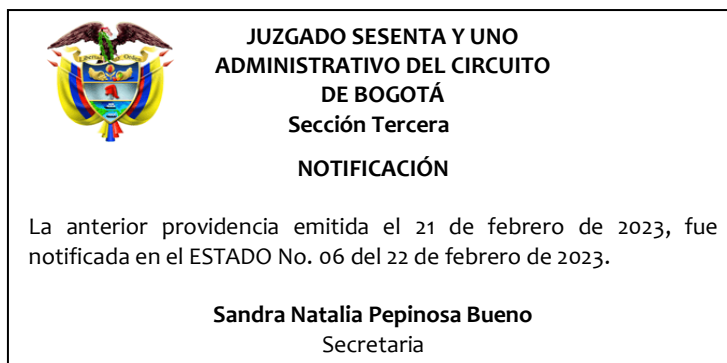 JUZGADO SESENTA Y UNO
ADMINISTRATIVO DEL CIRCUITO
DE BOGOTÁ
Sección Tercera
NOTIFICACIÓN
La anterior providencia emitida el 21 de febrero de 2023, fue
notificada en el ESTADO No. 06 del 22 de febrero de 2023.
Sandra Natalia Pepinosa Bueno
Secretaria